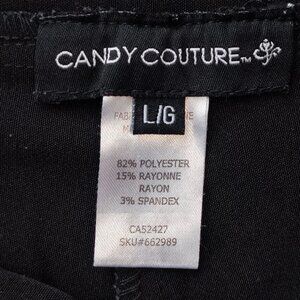 CANDY COUTURE™
L/G
82% POLYESTER
15% RAYONNE
RAYON
3% SPANDEX
CA52427
SKU#662989